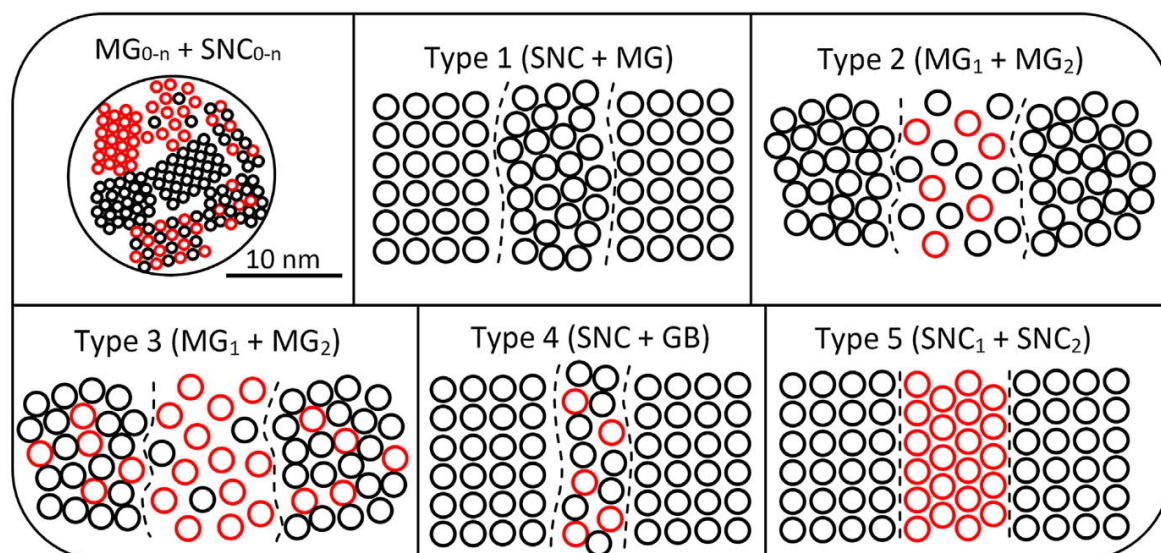 MG0-n + SNC0-n
10 nm
Type 1 (SNC + MG)
Type 2 (MG1 + MG2)
Type 3 (MG1 + MG2)
Type 4 (SNC + GB)
Type 5 (SNC1 + SNC2)